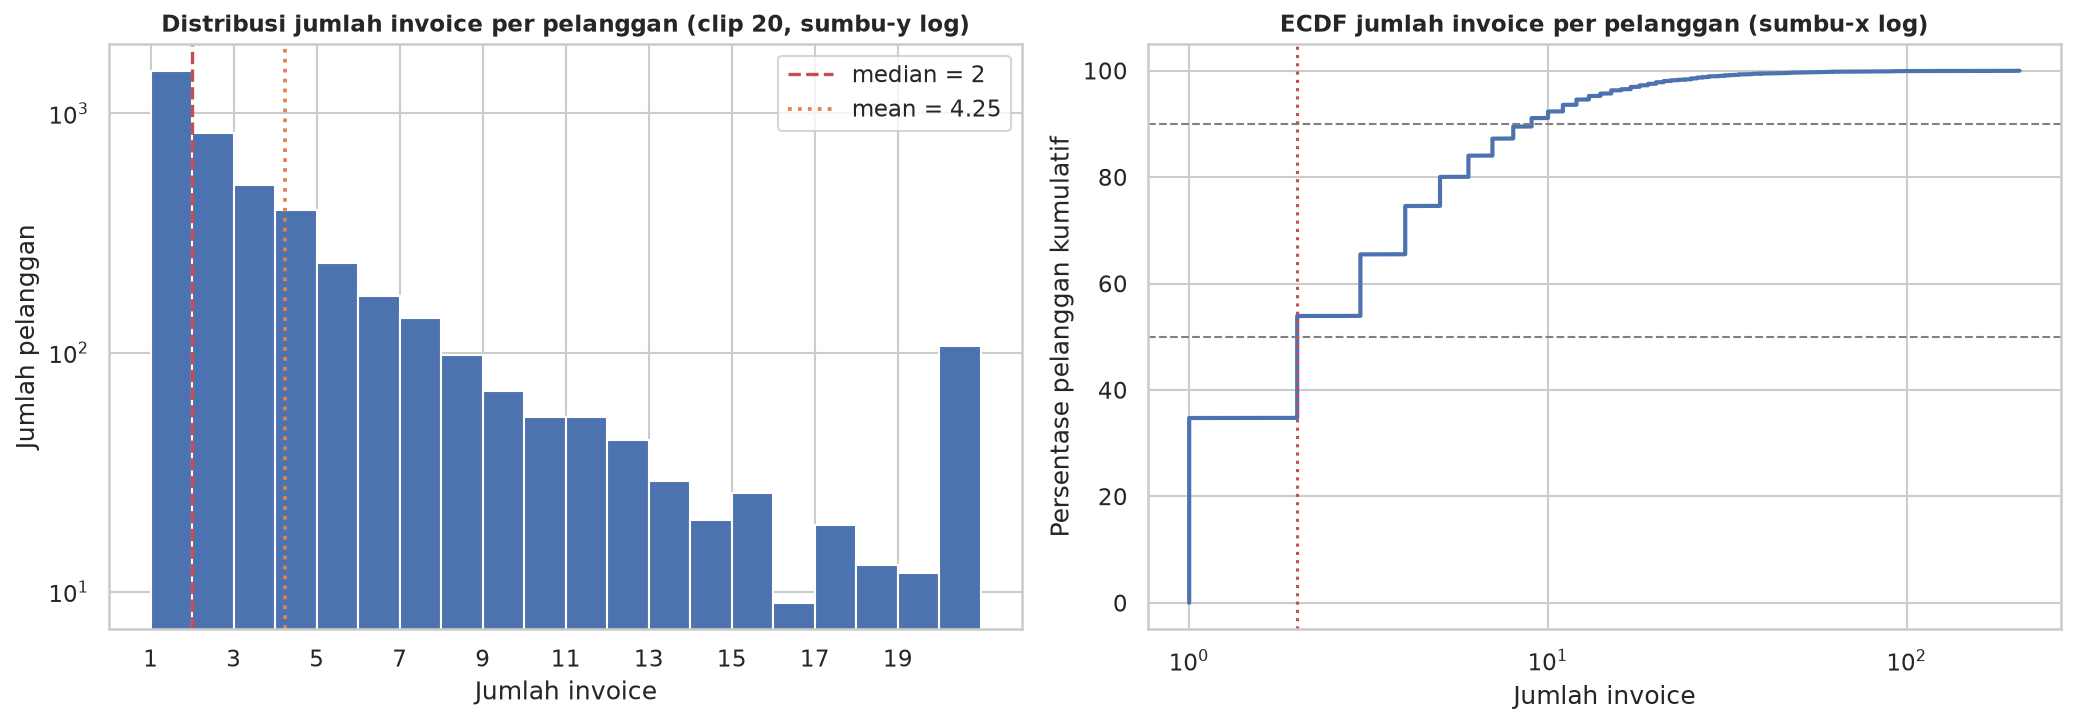 Distribusi jumlah invoice per pelanggan (clip 20, sumbu-y log)
median = 2
mean = 4.25
Jumlah pelanggan
10³
10²
10¹
1 3 5 7 9 11 13 15 17 19
Jumlah invoice
ECDF jumlah invoice per pelanggan (sumbu-x log)
Persentase pelanggan kumulatif
100
80
60
40
20
0
10⁰ 10¹ 10²
Jumlah invoice